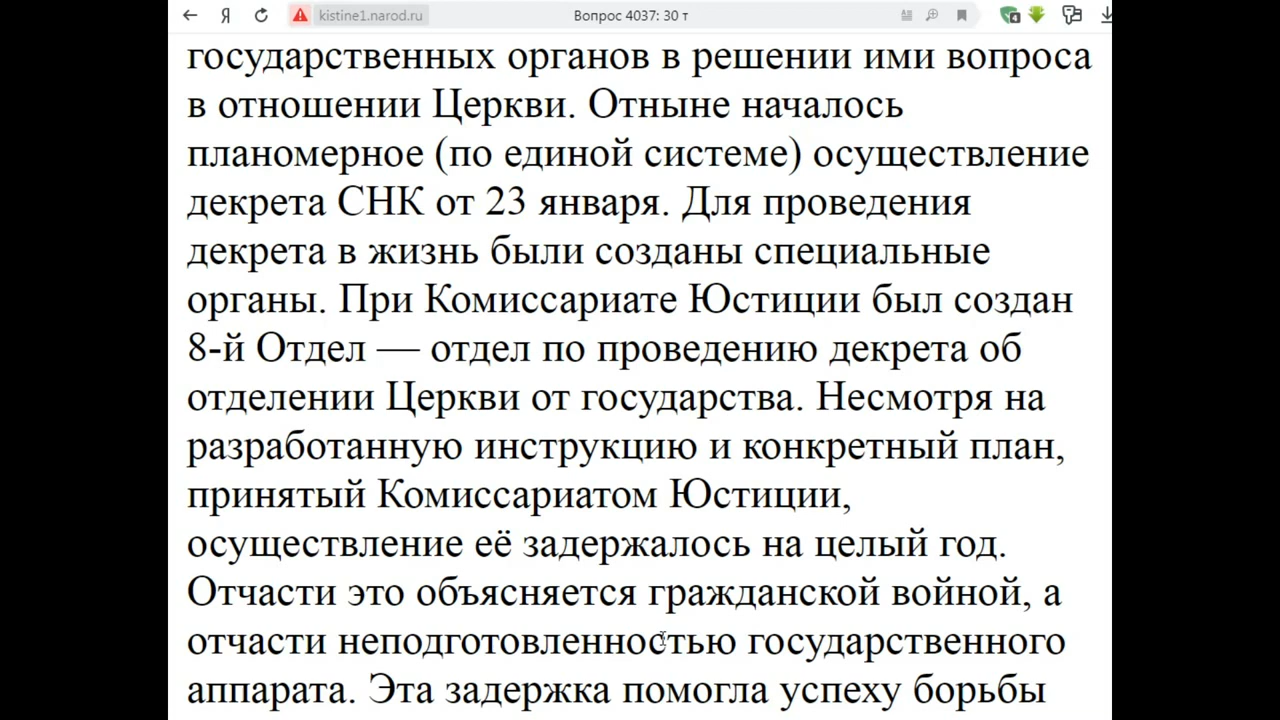 Я kistine1.narod.ru Вопрос 4037: 30 т 4
государственных органов в решении ими вопроса
в отношении Церкви. Отныне началось
планомерное (по единой системе) осуществление
декрета СНК от 23 января. Для проведения
декрета в жизнь были созданы специальные
органы. При Комиссариате Юстиции был создан
8-й Отдел — отдел по проведению декрета об
отделении Церкви от государства. Несмотря на
разработанную инструкцию и конкретный план,
принятый Комиссариатом Юстиции,
осуществление её задержалось на целый год.
Отчасти это объясняется гражданской войной, а
отчасти неподготовленностью государственного
аппарата. Эта задержка помогла успеху борьбы